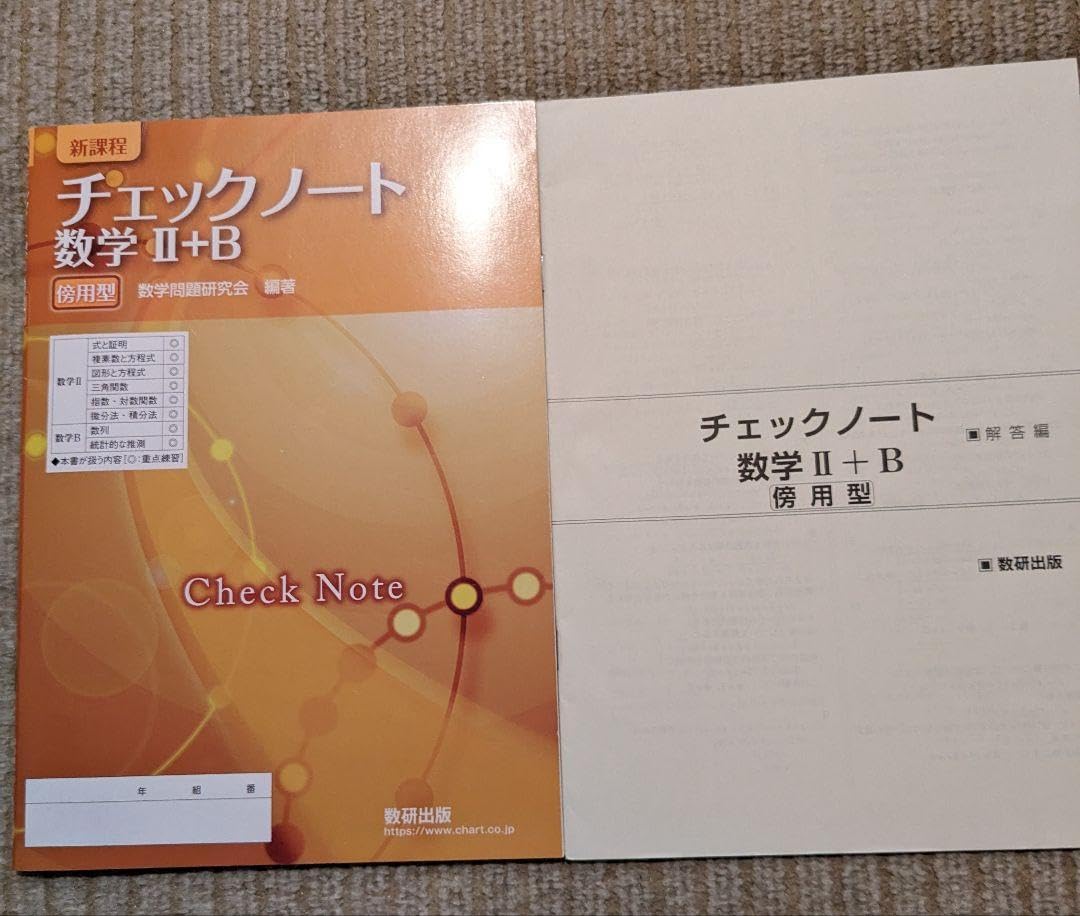 新課程
チェックノート
数学 Ⅱ+B
傍用型 数学問題研究会 編著
数学Ⅱ
式と証明 ◎
複素数と方程式 ◎
図形と方程式 ◎
三角関数 ◎
指数・対数関数 ◎
微分法・積分法 ◎
数学B
数列 ◎
統計的な推測 ◎
◆本書が扱う内容[◎:重点練習]
Check Note
年 組 番
数研出版
https://www.chart.co.jp
チェックノート
数学 Ⅱ+B
傍用型
▣解答編
▣数研出版